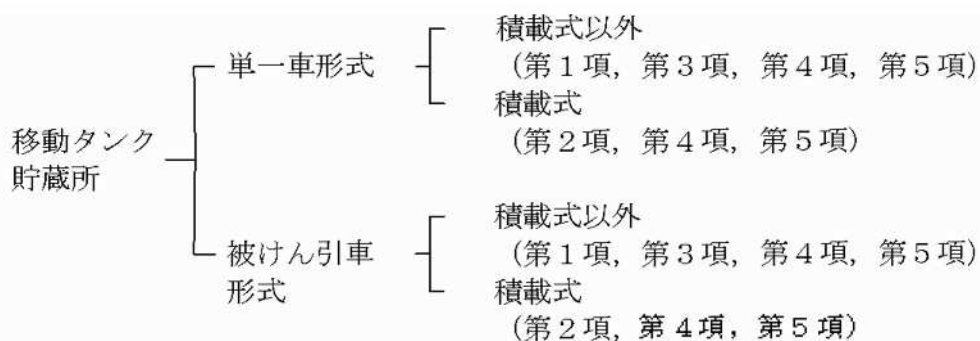 移動タンク
貯蔵所
単一車形式
積載式以外
(第1項,第3項,第4項,第5項)
積載式
(第2項,第4項,第5項)
被けん引車
形式
積載式以外
(第1項,第3項,第4項,第5項)
積載式
(第2項,第4項,第5項)